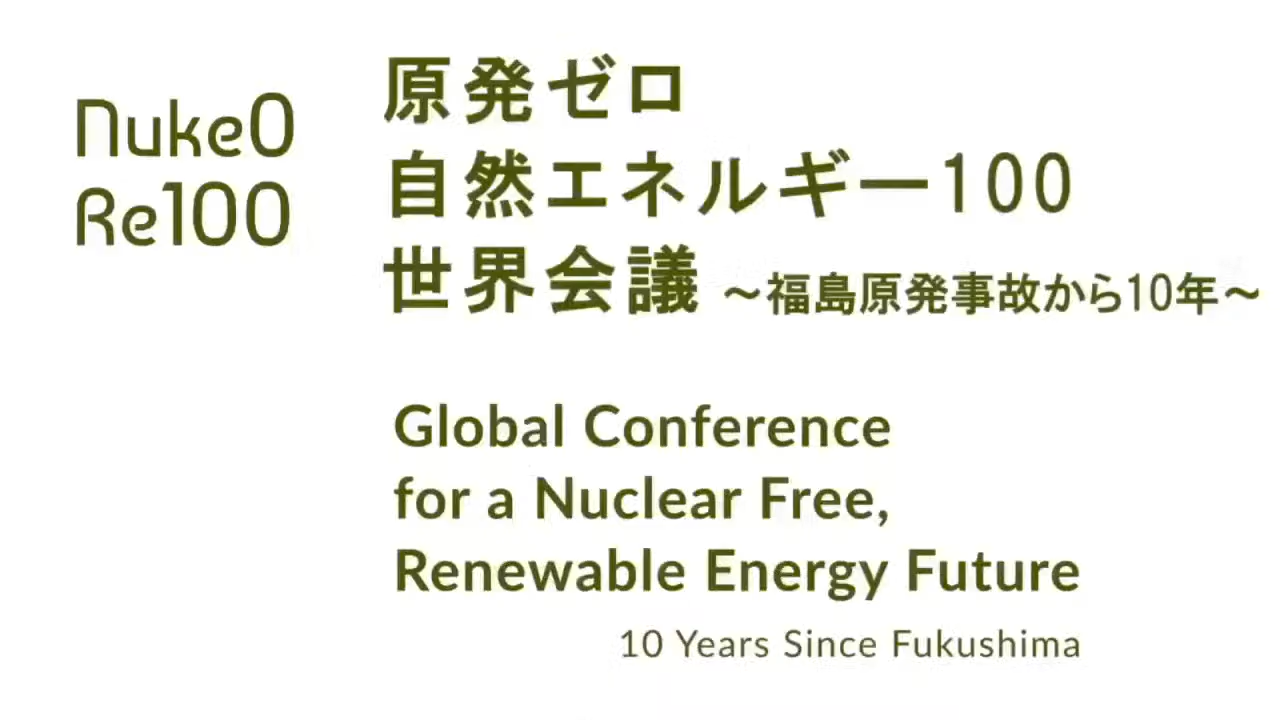 Nuke0
Re100
原発ゼロ
自然エネルギー100
世界会議 ～福島原発事故から10年～
Global Conference
for a Nuclear Free,
Renewable Energy Future
10 Years Since Fukushima